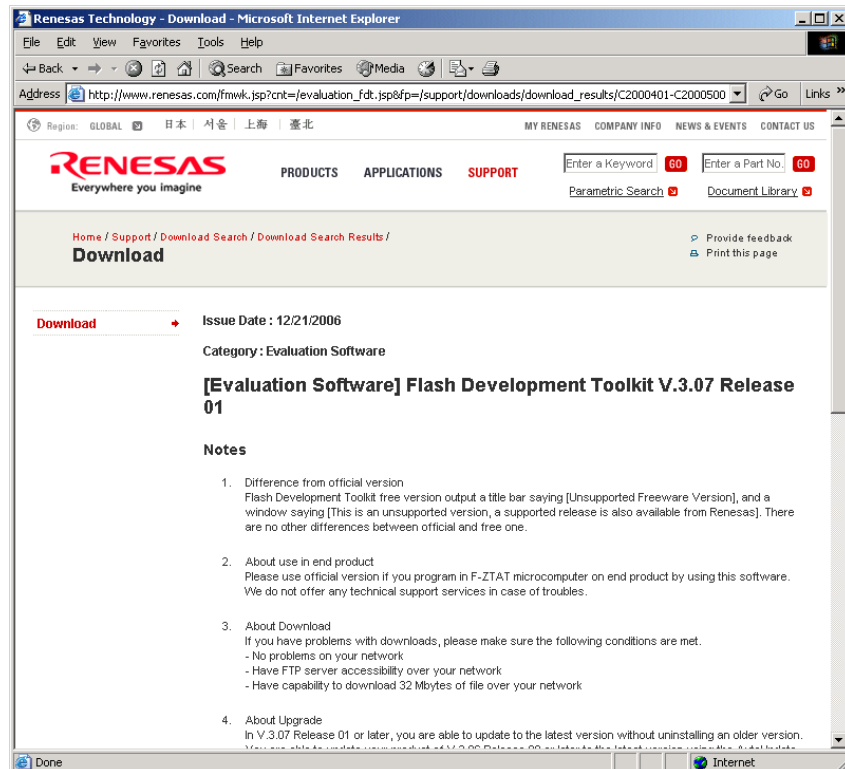 Renesas Technology - Download - Microsoft Internet Explorer
File Edit View Favorites Tools Help
Back Search Favorites Media
Address http://www.renesas.com/fmwk.jsp?cnt=/evaluation_fdt.jsp&fp=/support/downloads/download_results/C2000401-C2000500 Go Links »
Region: GLOBAL 日本 | 서울 | 上海 | 臺北 MY RENESAS COMPANY INFO NEWS & EVENTS CONTACT US
RENESAS PRODUCTS APPLICATIONS SUPPORT Enter a Keyword GO Enter a Part No. GO
Everywhere you imagine Parametric Search Document Library
Home / Support / Download Search / Download Search Results / Provide feedback
Download Print this page
Download Issue Date : 12/21/2006
Category : Evaluation Software
[Evaluation Software] Flash Development Toolkit V.3.07 Release
01
Notes
1. Difference from official version
Flash Development Toolkit free version output a title bar saying [Unsupported Freeware Version], and a
window saying [This is an unsupported version, a supported release is also available from Renesas]. There
are no other differences between official and free one.
2. About use in end product
Please use official version if you program in F-ZTAT microcomputer on end product by using this software.
We do not offer any technical support services in case of troubles.
3. About Download
If you have problems with downloads, please make sure the following conditions are met.
- No problems on your network
- Have FTP server accessibility over your network
- Have capability to download 32 Mbytes of file over your network
4. About Upgrade
In V.3.07 Release 01 or later, you are able to update to the latest version without uninstalling an older version.
Done Internet